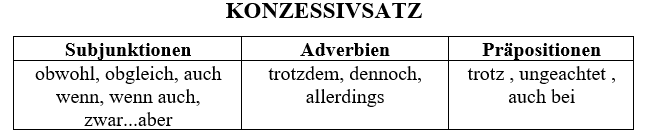 KONZESSIVSATZ
Subjunktionen Adverbien Präpositionen
obwohl, obgleich, auch trotzdem, dennoch, trotz , ungeachtet ,
wenn, wenn auch, allerdings auch bei
zwar...aber